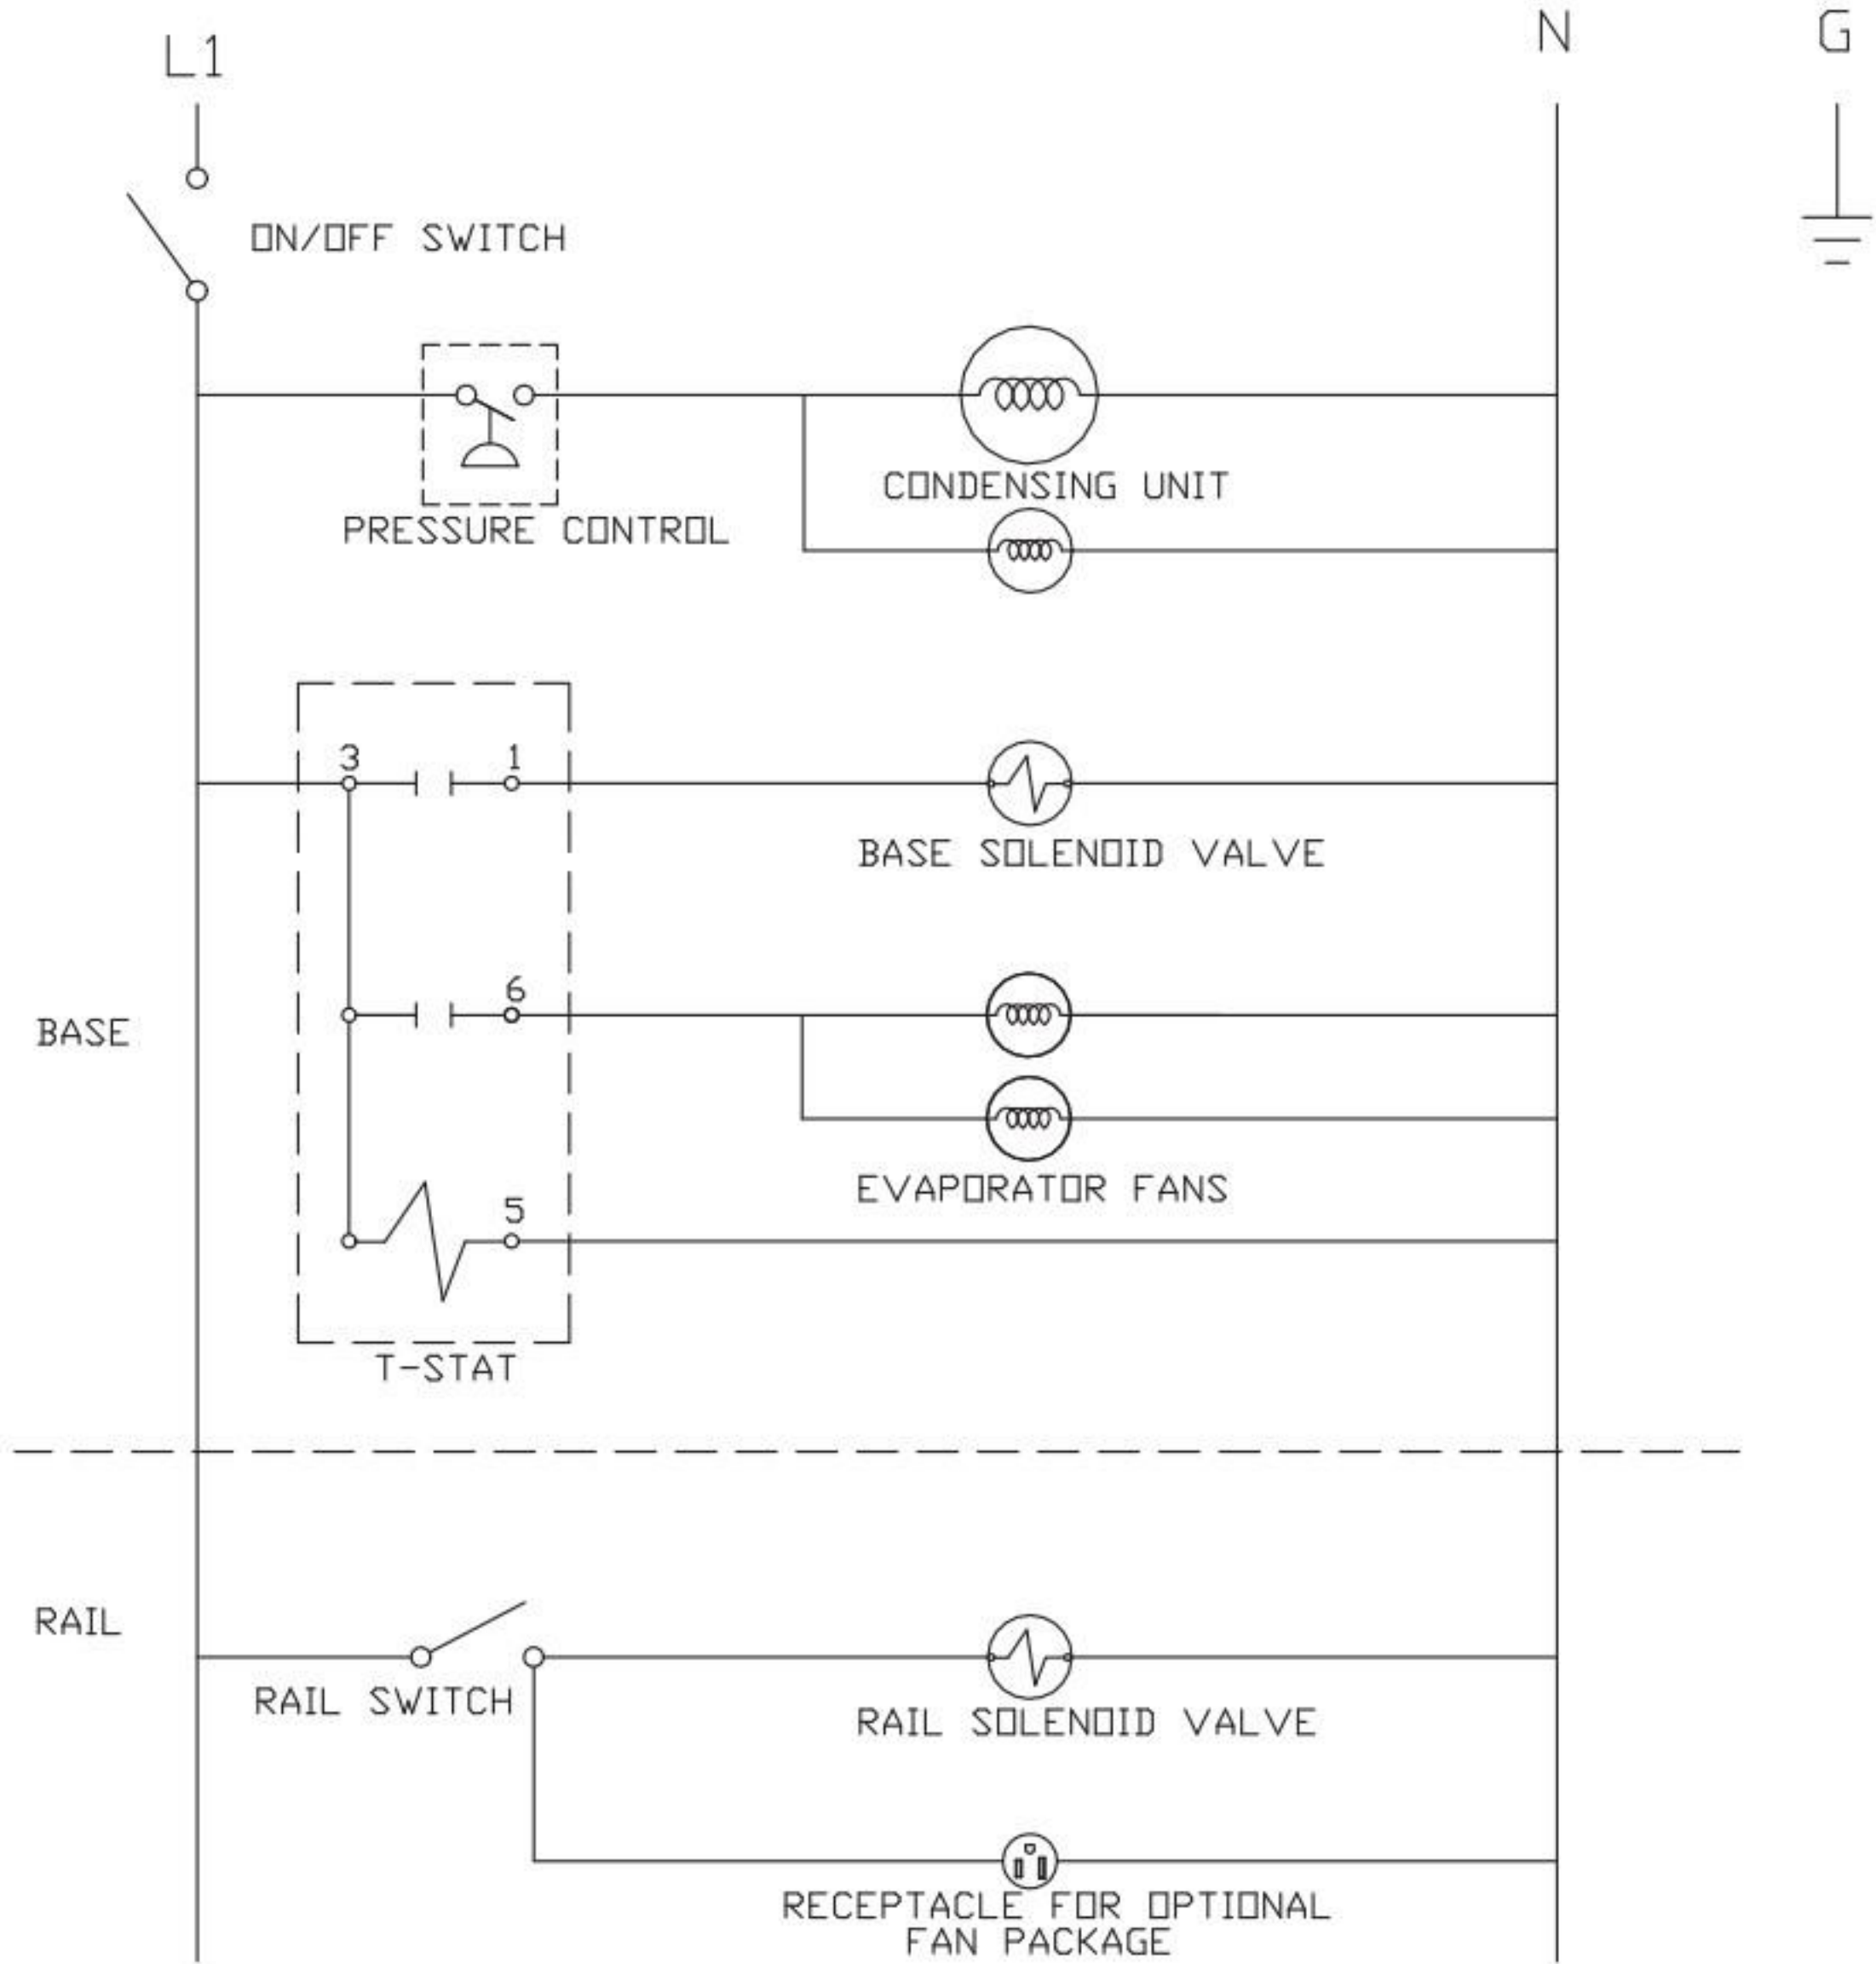 L1
N
G
ON/OFF SWITCH
CONDENSING UNIT
PRESSURE CONTROL
3
1
BASE SOLENOID VALVE
6
BASE
EVAPORATOR FANS
5
T-STAT
RAIL
RAIL SWITCH
RAIL SOLENOID VALVE
RECEPTACLE FOR OPTIONAL
FAN PACKAGE